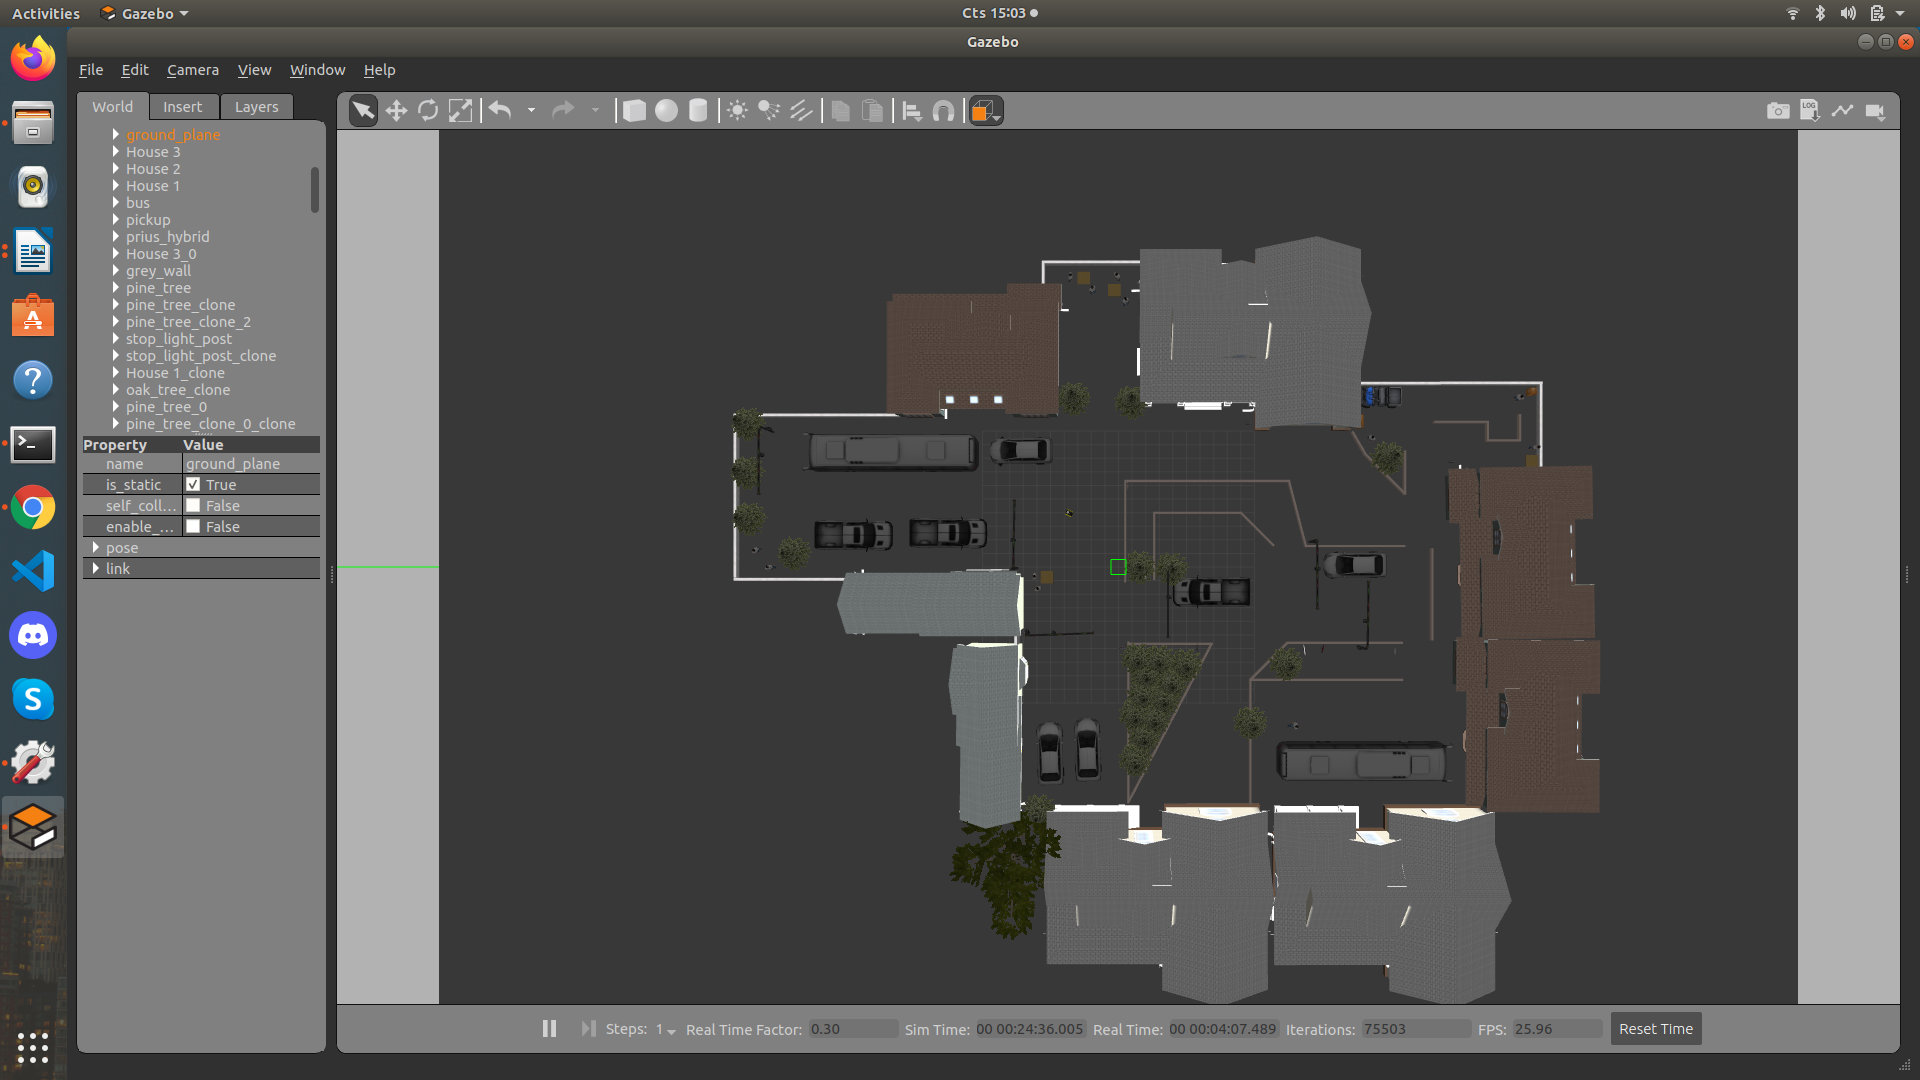 Activities
Gazebo
Cts 15:03
Gazebo
File Edit Camera View Window Help
World Insert Layers
ground_plane
House 3
House 2
House 1
bus
pickup
prius_hybrid
House 3_0
grey_wall
pine_tree
pine_tree_clone
pine_tree_clone_2
stop_light_post
stop_light_post_clone
House 1_clone
oak_tree_clone
pine_tree_0
pine_tree_0_clone
Property Value
name ground_plane
is_static True
self_coll... False
enable_... False
pose
link
LOG
Steps: 1 Real Time Factor: 0.30 Sim Time: 00 00:24:36.005 Real Time: 00 00:04:07.489 Iterations: 75503 FPS: 25.96 Reset Time